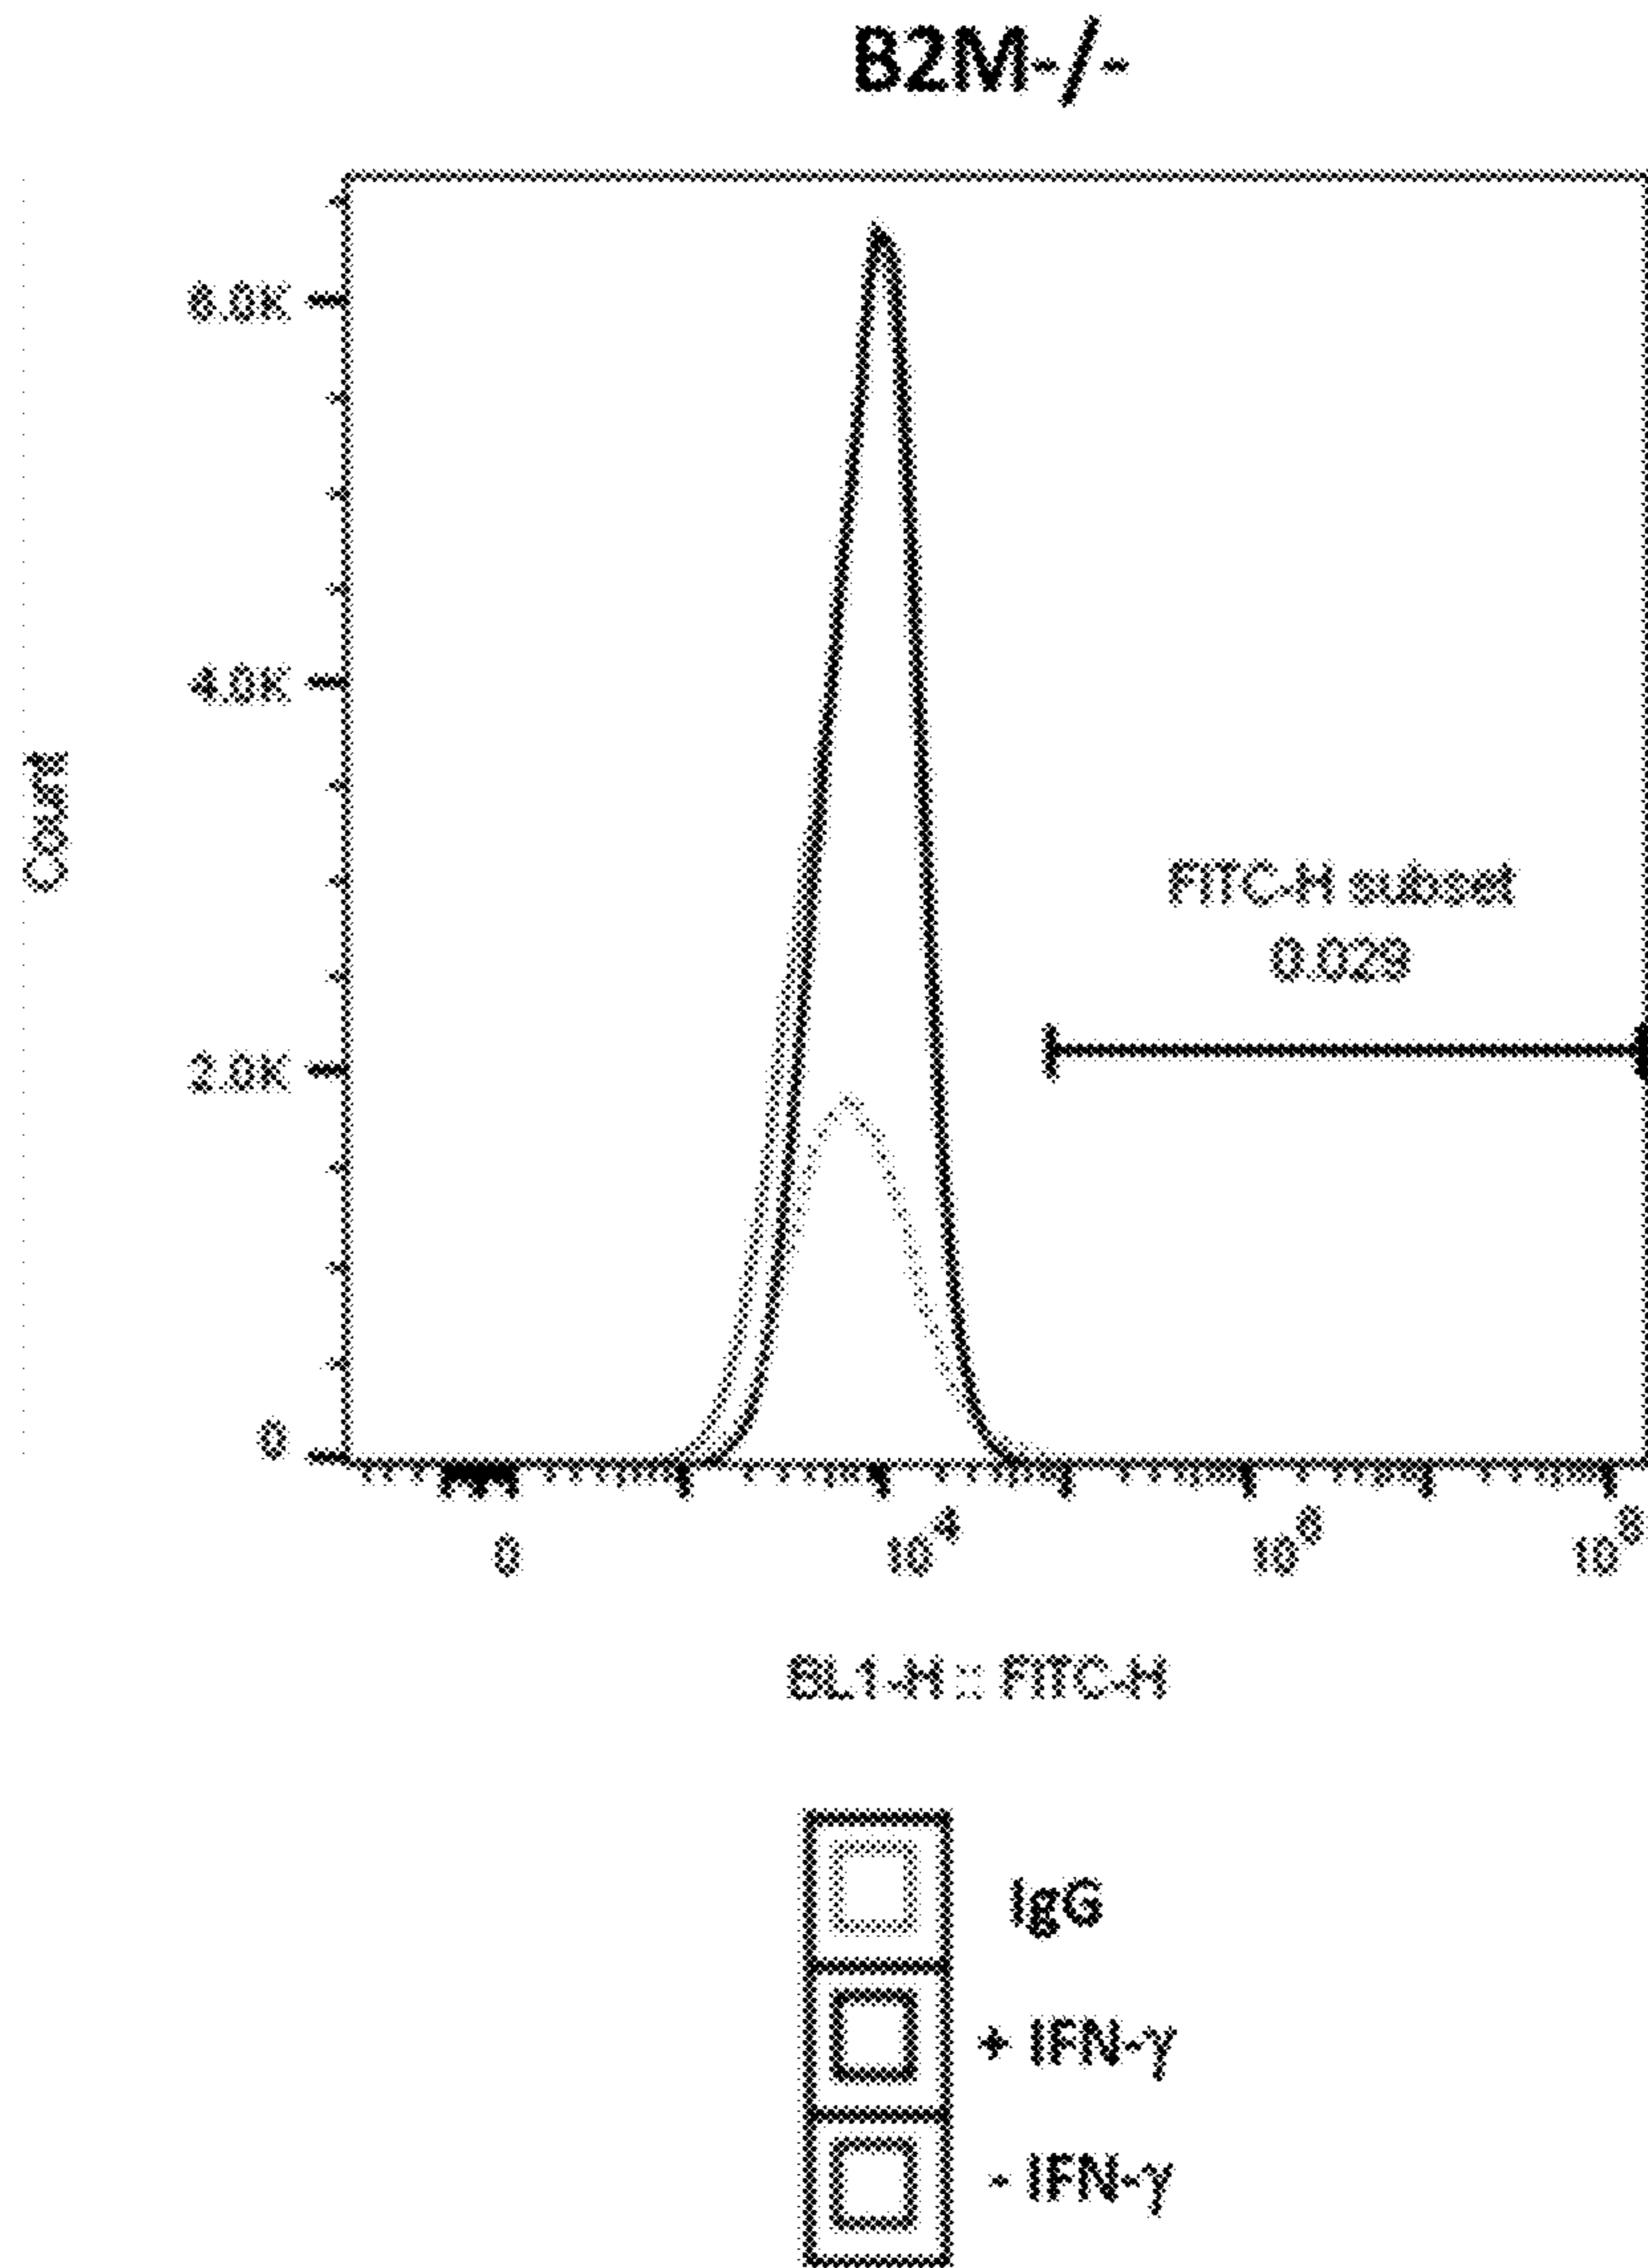 B2M-/-
6.0K
4.0K
2.0K
0
Count
FITC-H subset
0.029
0
10^4
10^6
10^8
BL1-H :: FITC-H
IgG
+ IFN-γ
- IFN-γ